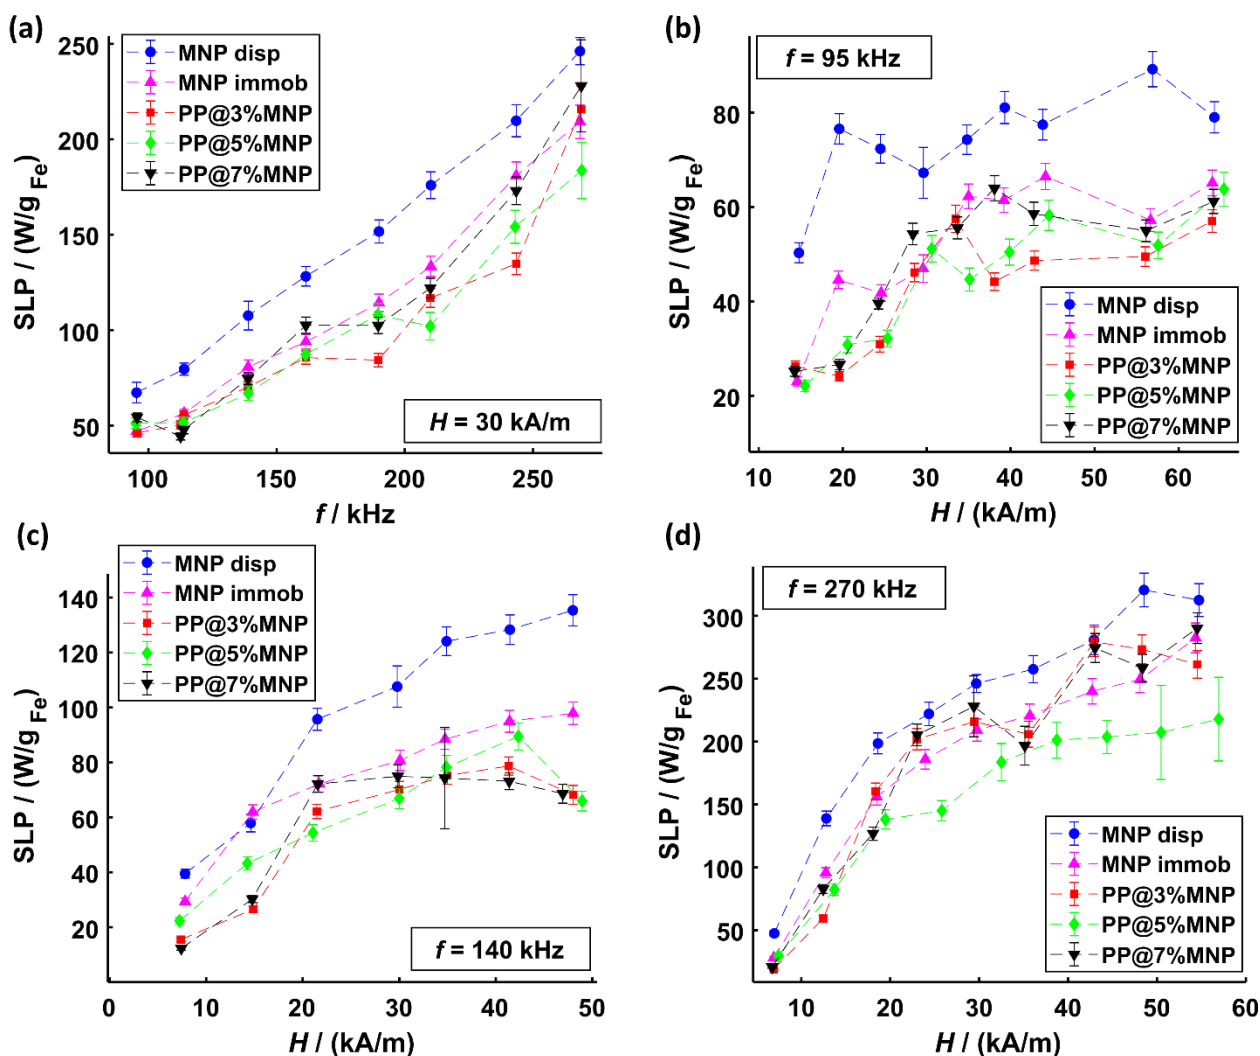 (a)
MNP disp
MNP immob
PP@3%MNP
PP@5%MNP
PP@7%MNP
H = 30 kA/m
250
200
150
100
50
SLP / (W/g Fe)
100
150
200
250
f / kHz
(b)
f = 95 kHz
80
60
40
20
SLP / (W/g Fe)
MNP disp
MNP immob
PP@3%MNP
PP@5%MNP
PP@7%MNP
10
20
30
40
50
60
H / (kA/m)
(c)
MNP disp
MNP immob
PP@3%MNP
PP@5%MNP
PP@7%MNP
140
120
100
80
60
40
20
SLP / (W/g Fe)
f = 140 kHz
0
10
20
30
40
50
H / (kA/m)
(d)
f = 270 kHz
300
250
200
150
100
50
SLP / (W/g Fe)
MNP disp
MNP immob
PP@3%MNP
PP@5%MNP
PP@7%MNP
10
20
30
40
50
60
H / (kA/m)